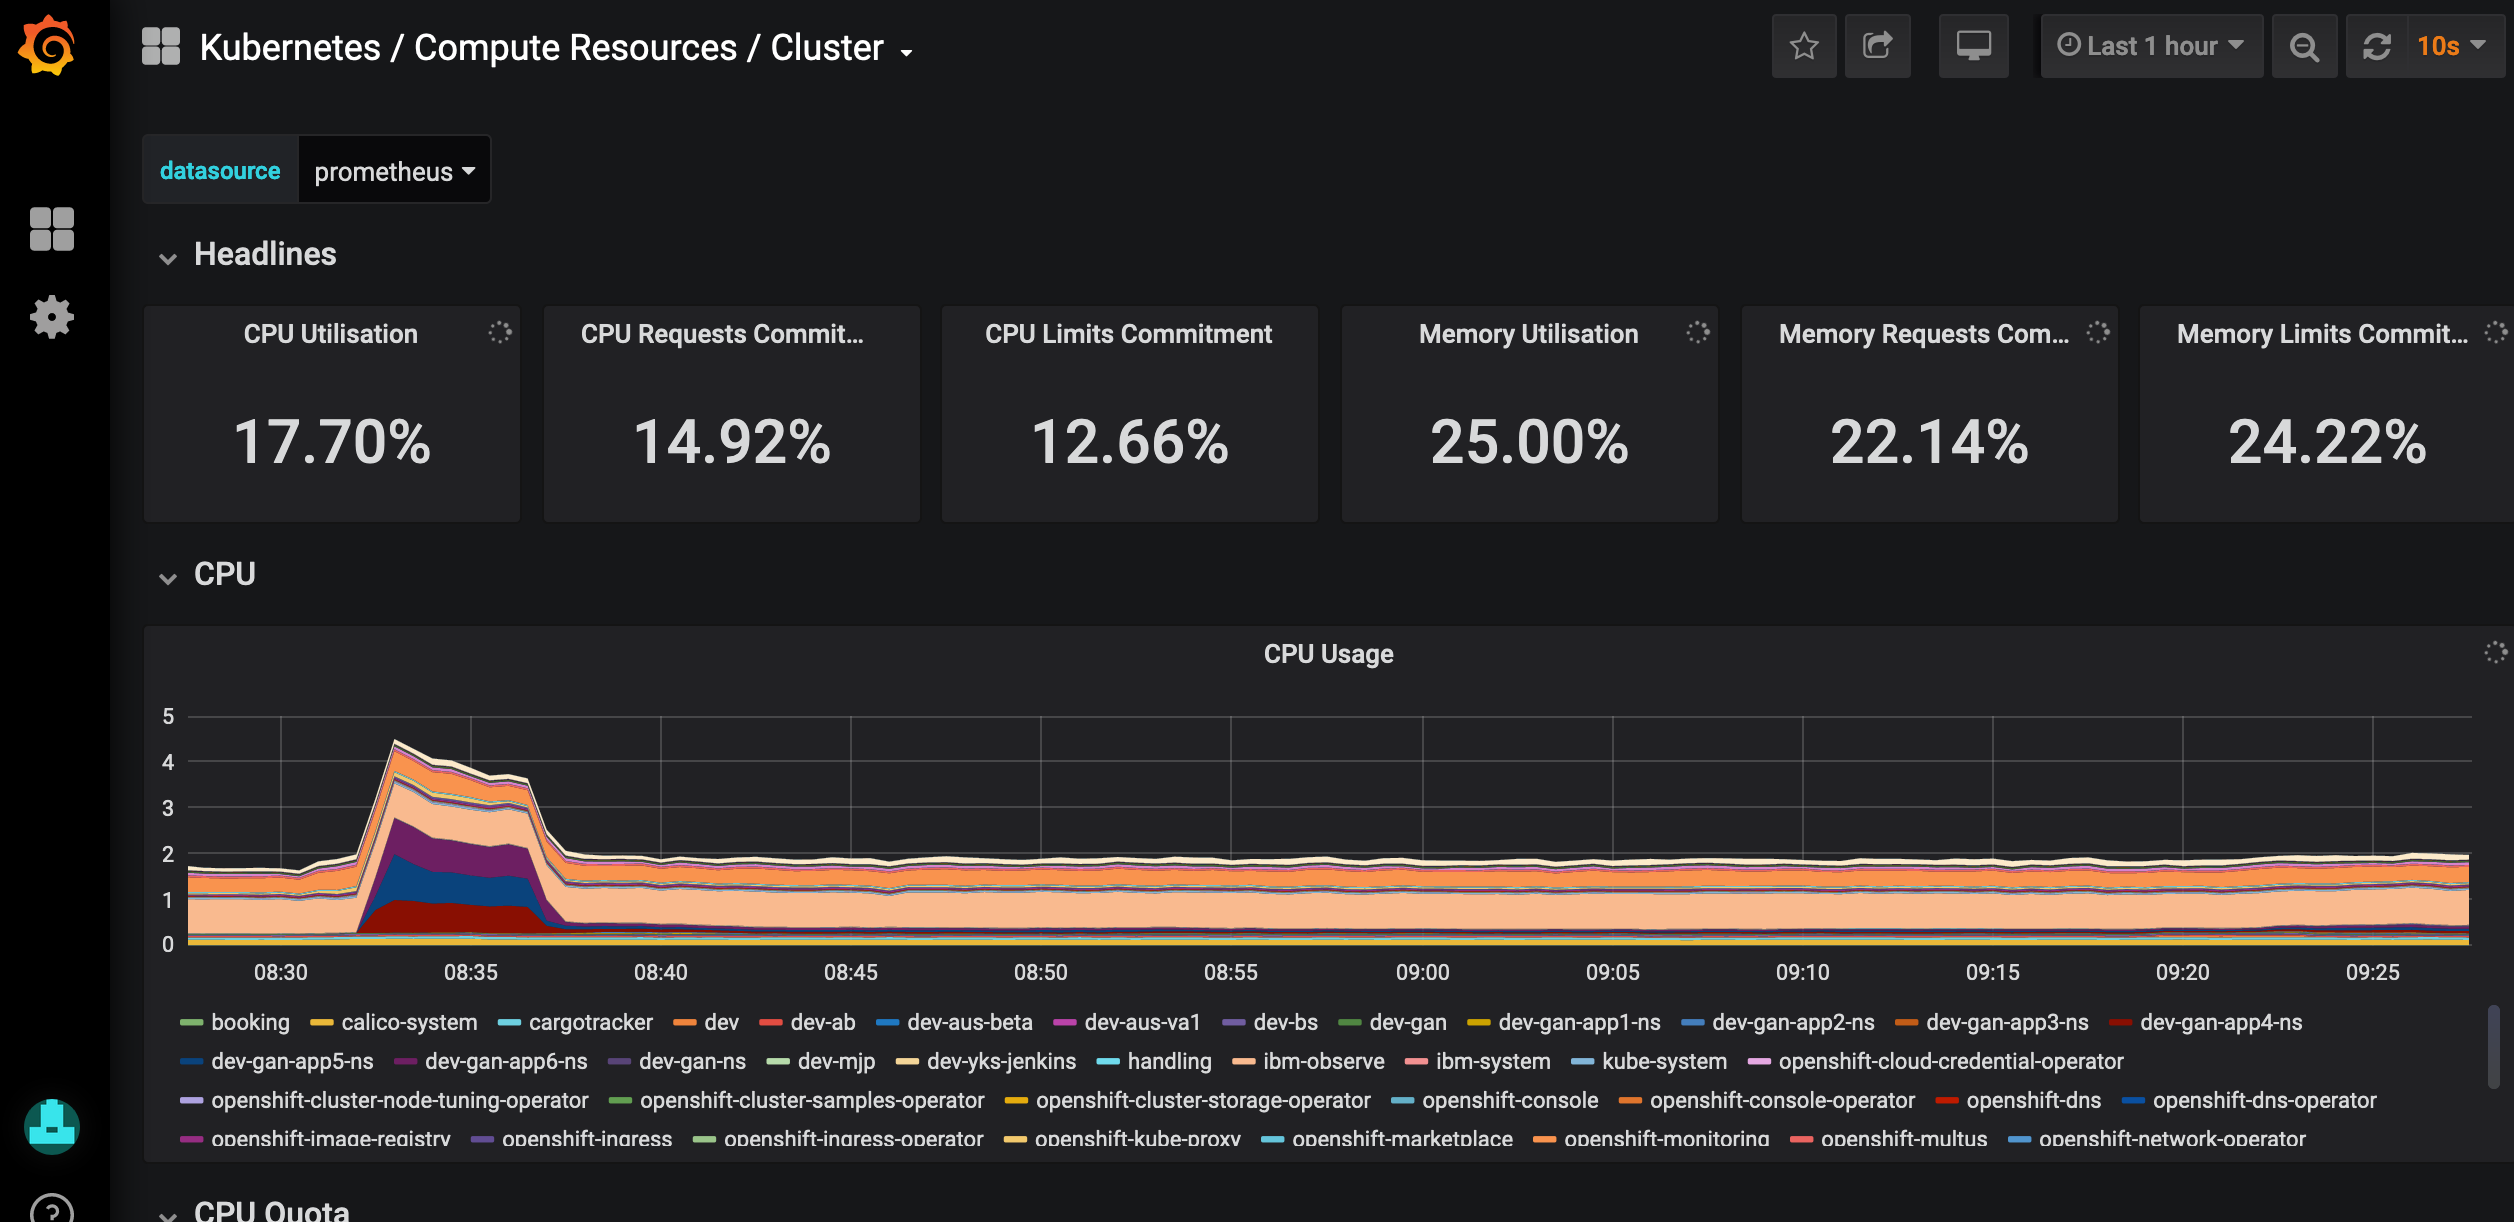 Kubernetes / Compute Resources / Cluster
Last 1 hour
10s
datasource prometheus
Headlines
CPU Utilisation CPU Requests Commit... CPU Limits Commitment Memory Utilisation Memory Requests Com... Memory Limits Commit...
17.70% 14.92% 12.66% 25.00% 22.14% 24.22%
CPU
CPU Usage
5
4
3
2
1
0
08:30 08:35 08:40 08:45 08:50 08:55 09:00 09:05 09:10 09:15 09:20 09:25
booking calico-system cargotracker dev dev-ab dev-aus-beta dev-aus-va1 dev-bs dev-gan dev-gan-app1-ns dev-gan-app2-ns dev-gan-app3-ns dev-gan-app4-ns
dev-gan-app5-ns dev-gan-app6-ns dev-gan-ns dev-mjp dev-yks-jenkins handling ibm-observe ibm-system kube-system openshift-cloud-credential-operator
openshift-cluster-node-tuning-operator openshift-cluster-samples-operator openshift-cluster-storage-operator openshift-console openshift-console-operator openshift-dns openshift-dns-operator
openshift-image-registry openshift-ingress openshift-ingress-operator openshift-kube-proxy openshift-marketplace openshift-monitoring openshift-multus openshift-network-operator
CPU Quota